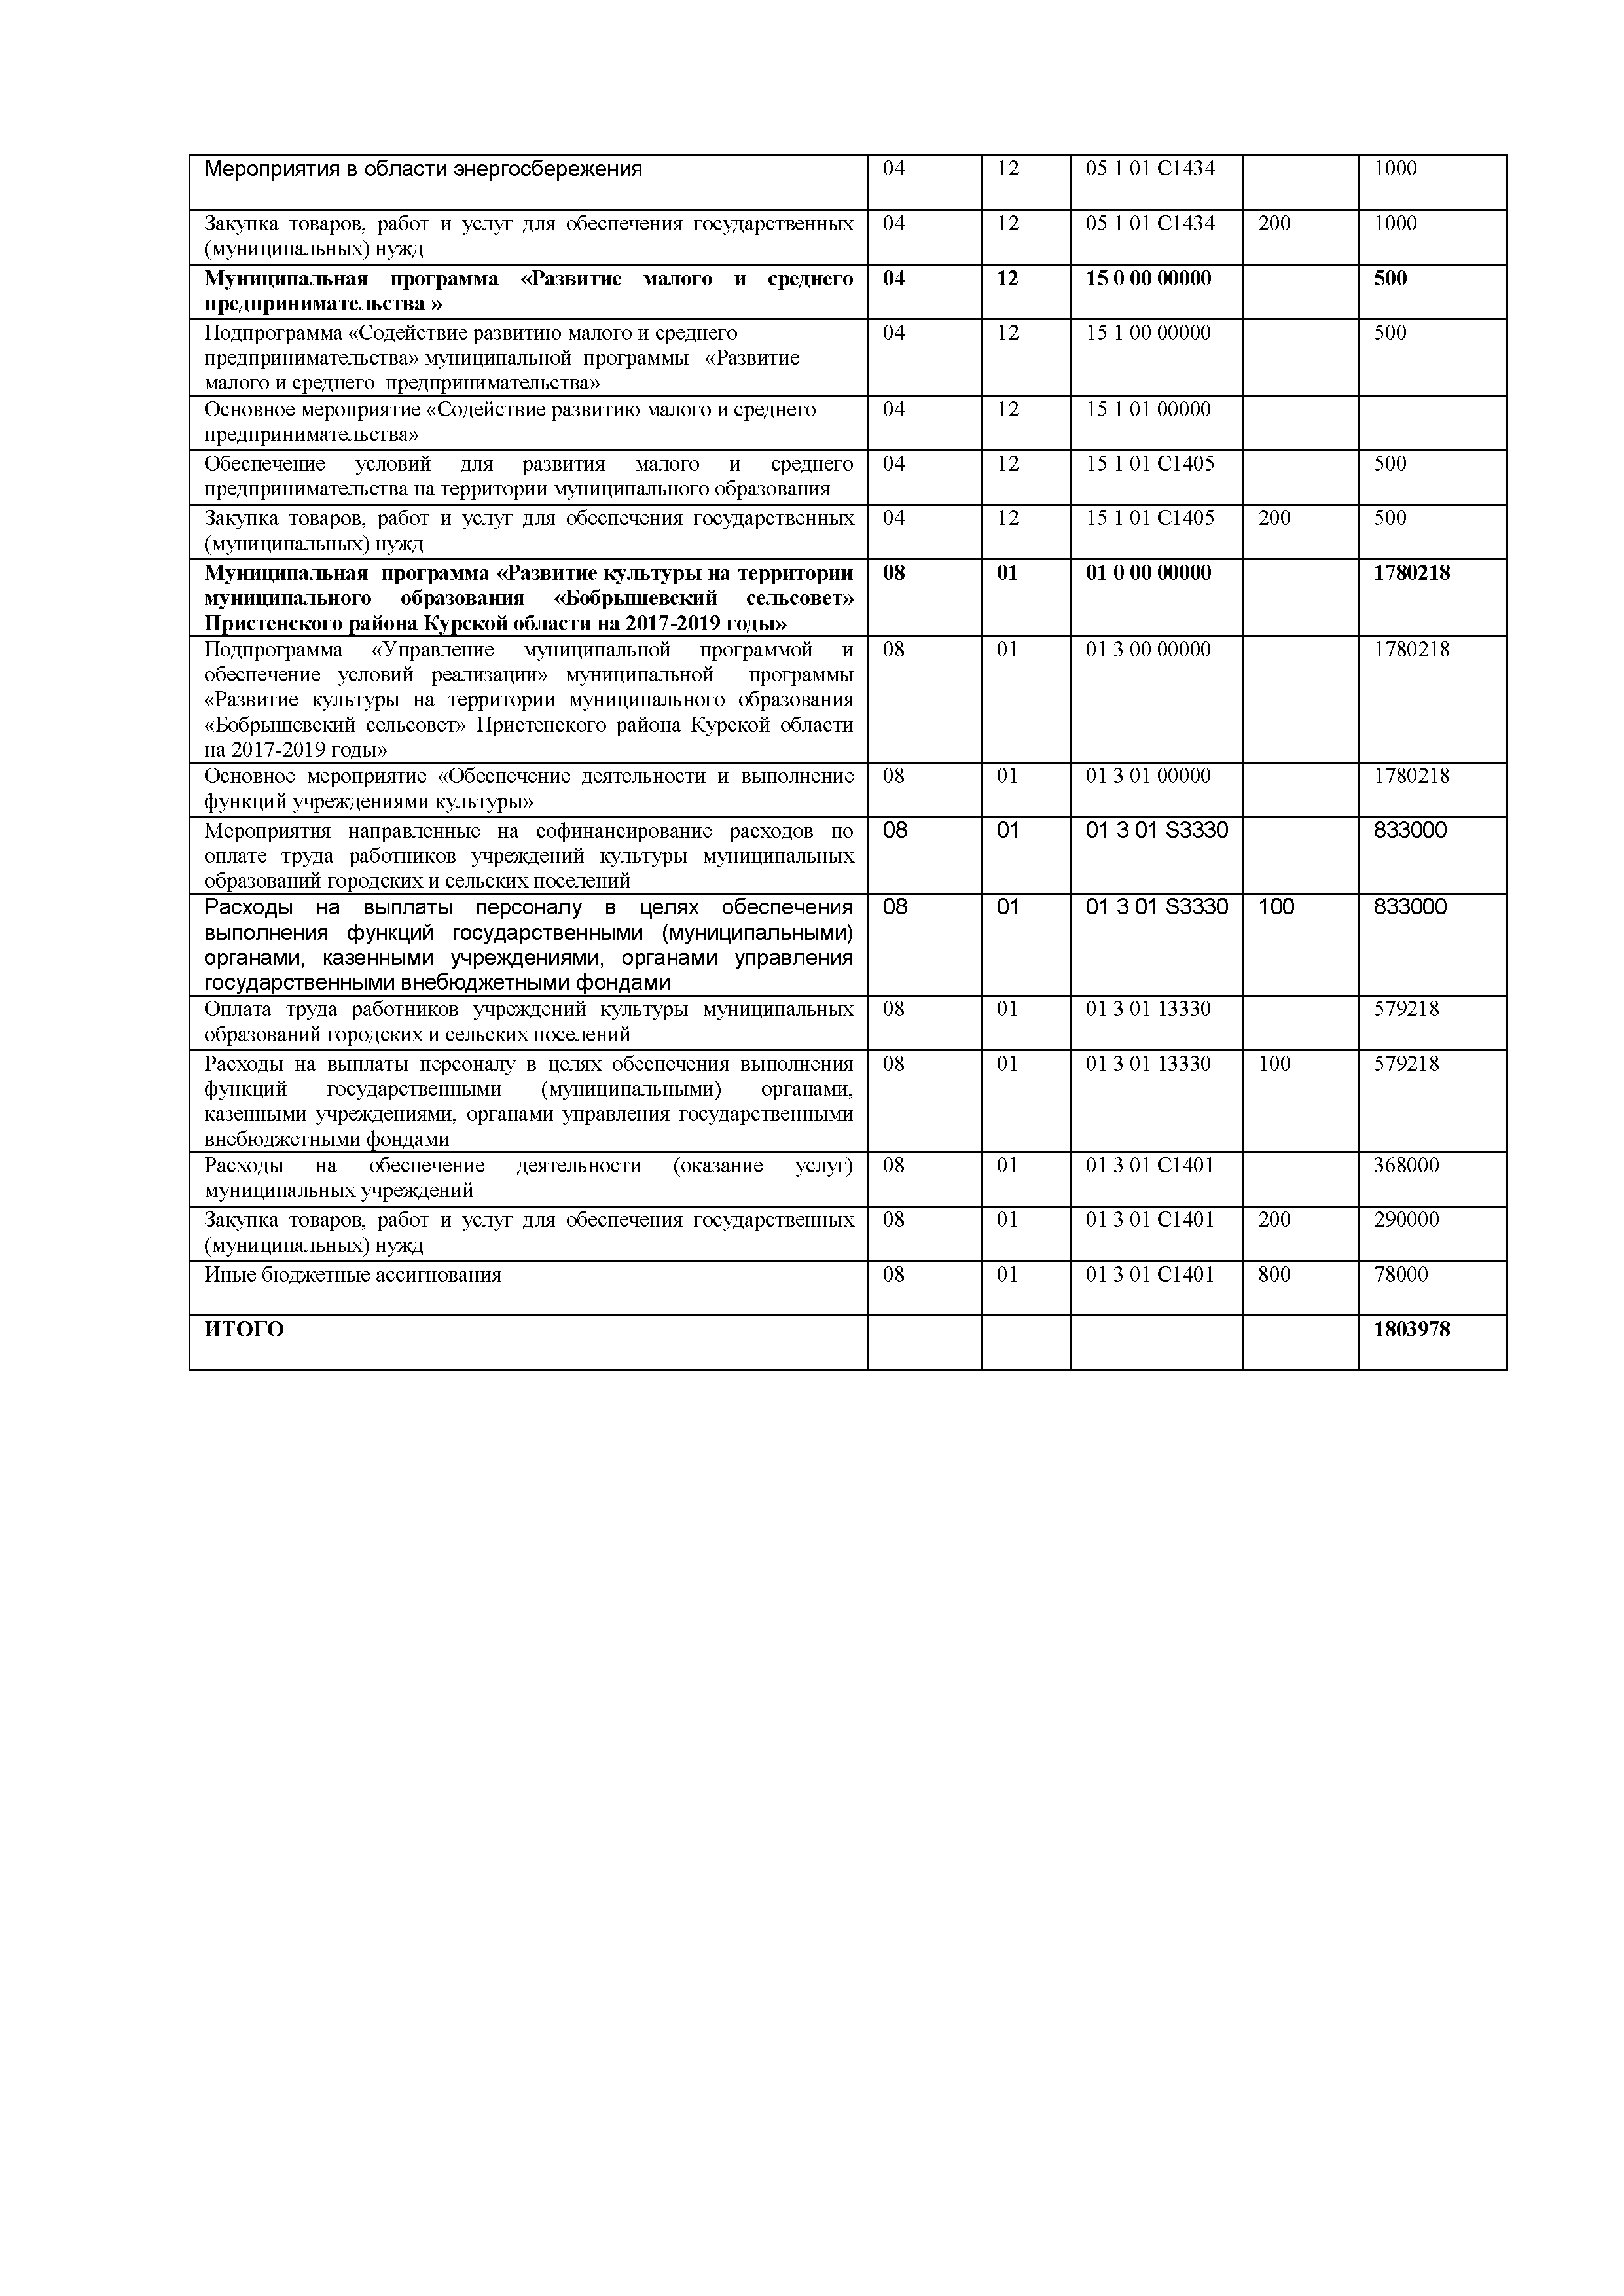 Мероприятия в области энергосбережения 04 12 05 1 01 С1434 1000
Закупка товаров, работ и услуг для обеспечения государственных 04 12 05 1 01 С1434 200 1000
(муниципальных) нужд
Муниципальная программа «Развитие малого и среднего 04 12 15 0 00 00000 500
предпринимательства »
Подпрограмма «Содействие развитию малого и среднего 04 12 15 1 00 00000 500
предпринимательства» муниципальной программы «Развитие
малого и среднего предпринимательства»
Основное мероприятие «Содействие развитию малого и среднего 04 12 15 1 01 00000
предпринимательства»
Обеспечение условий для развития малого и среднего 04 12 15 1 01 С1405 500
предпринимательства на территории муниципального образования
Закупка товаров, работ и услуг для обеспечения государственных 04 12 15 1 01 С1405 200 500
(муниципальных) нужд
Муниципальная программа «Развитие культуры на территории 08 01 01 0 00 00000 1780218
муниципального образования «Бобрышевский сельсовет»
Пристенского района Курской области на 2017-2019 годы»
Подпрограмма «Управление муниципальной программой и 08 01 01 3 00 00000 1780218
обеспечение условий реализации» муниципальной программы
«Развитие культуры на территории муниципального образования
«Бобрышевский сельсовет» Пристенского района Курской области
на 2017-2019 годы»
Основное мероприятие «Обеспечение деятельности и выполнение 08 01 01 3 01 00000 1780218
функций учреждениями культуры»
Мероприятия направленные на софинансирование расходов по 08 01 01 3 01 S3330 833000
оплате труда работников учреждений культуры муниципальных
образований городских и сельских поселений
Расходы на выплаты персоналу в целях обеспечения 08 01 01 3 01 S3330 100 833000
выполнения функций государственными (муниципальными)
органами, казенными учреждениями, органами управления
государственными внебюджетными фондами
Оплата труда работников учреждений культуры муниципальных 08 01 01 3 01 13330 579218
образований городских и сельских поселений
Расходы на выплаты персоналу в целях обеспечения выполнения 08 01 01 3 01 13330 100 579218
функций государственными (муниципальными) органами,
казенными учреждениями, органами управления государственными
внебюджетными фондами
Расходы на обеспечение деятельности (оказание услуг) 08 01 01 3 01 С1401 368000
муниципальных учреждений
Закупка товаров, работ и услуг для обеспечения государственных 08 01 01 3 01 С1401 200 290000
(муниципальных) нужд
Иные бюджетные ассигнования 08 01 01 3 01 С1401 800 78000
ИТОГО 1803978